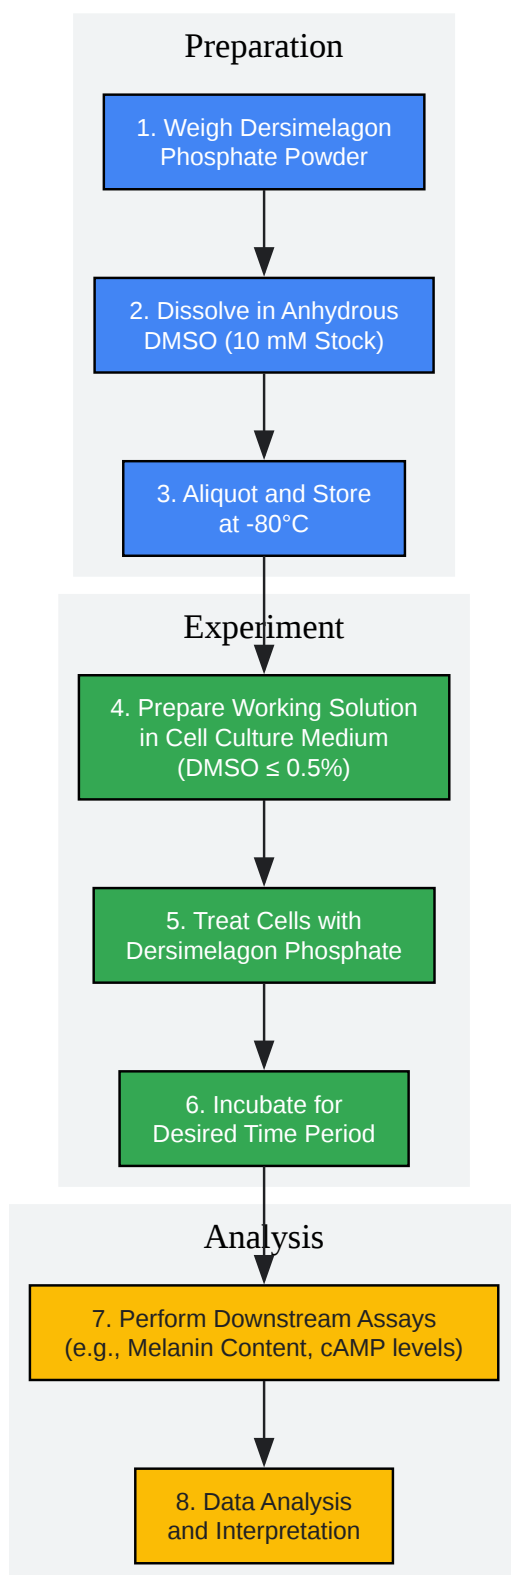 Preparation
1. Weigh Dersimelagon
Phosphate Powder
2. Dissolve in Anhydrous
DMSO (10 mM Stock)
3. Aliquot and Store
at -80°C
Experiment
4. Prepare Working Solution
in Cell Culture Medium
(DMSO ≤ 0.5%)
5. Treat Cells with
Dersimelagon Phosphate
6. Incubate for
Desired Time Period
Analysis
7. Perform Downstream Assays
(e.g., Melanin Content, cAMP levels)
8. Data Analysis
and Interpretation